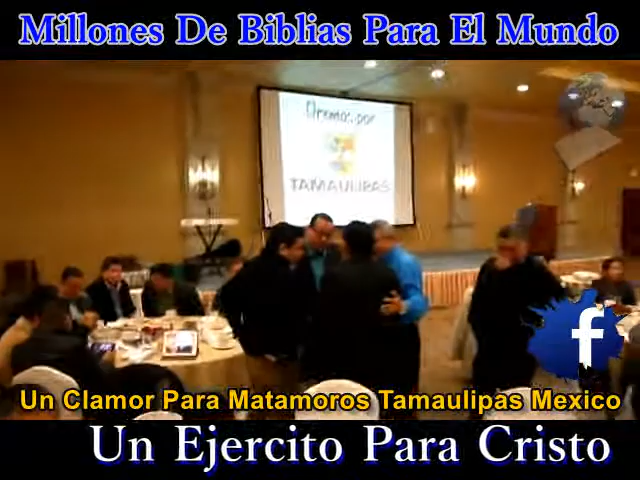 Millones De Biblias Para El Mundo
Oremos por
TAMAULIPAS
f
Un Clamor Para Matamoros Tamaulipas Mexico
Un Ejercito Para Cristo